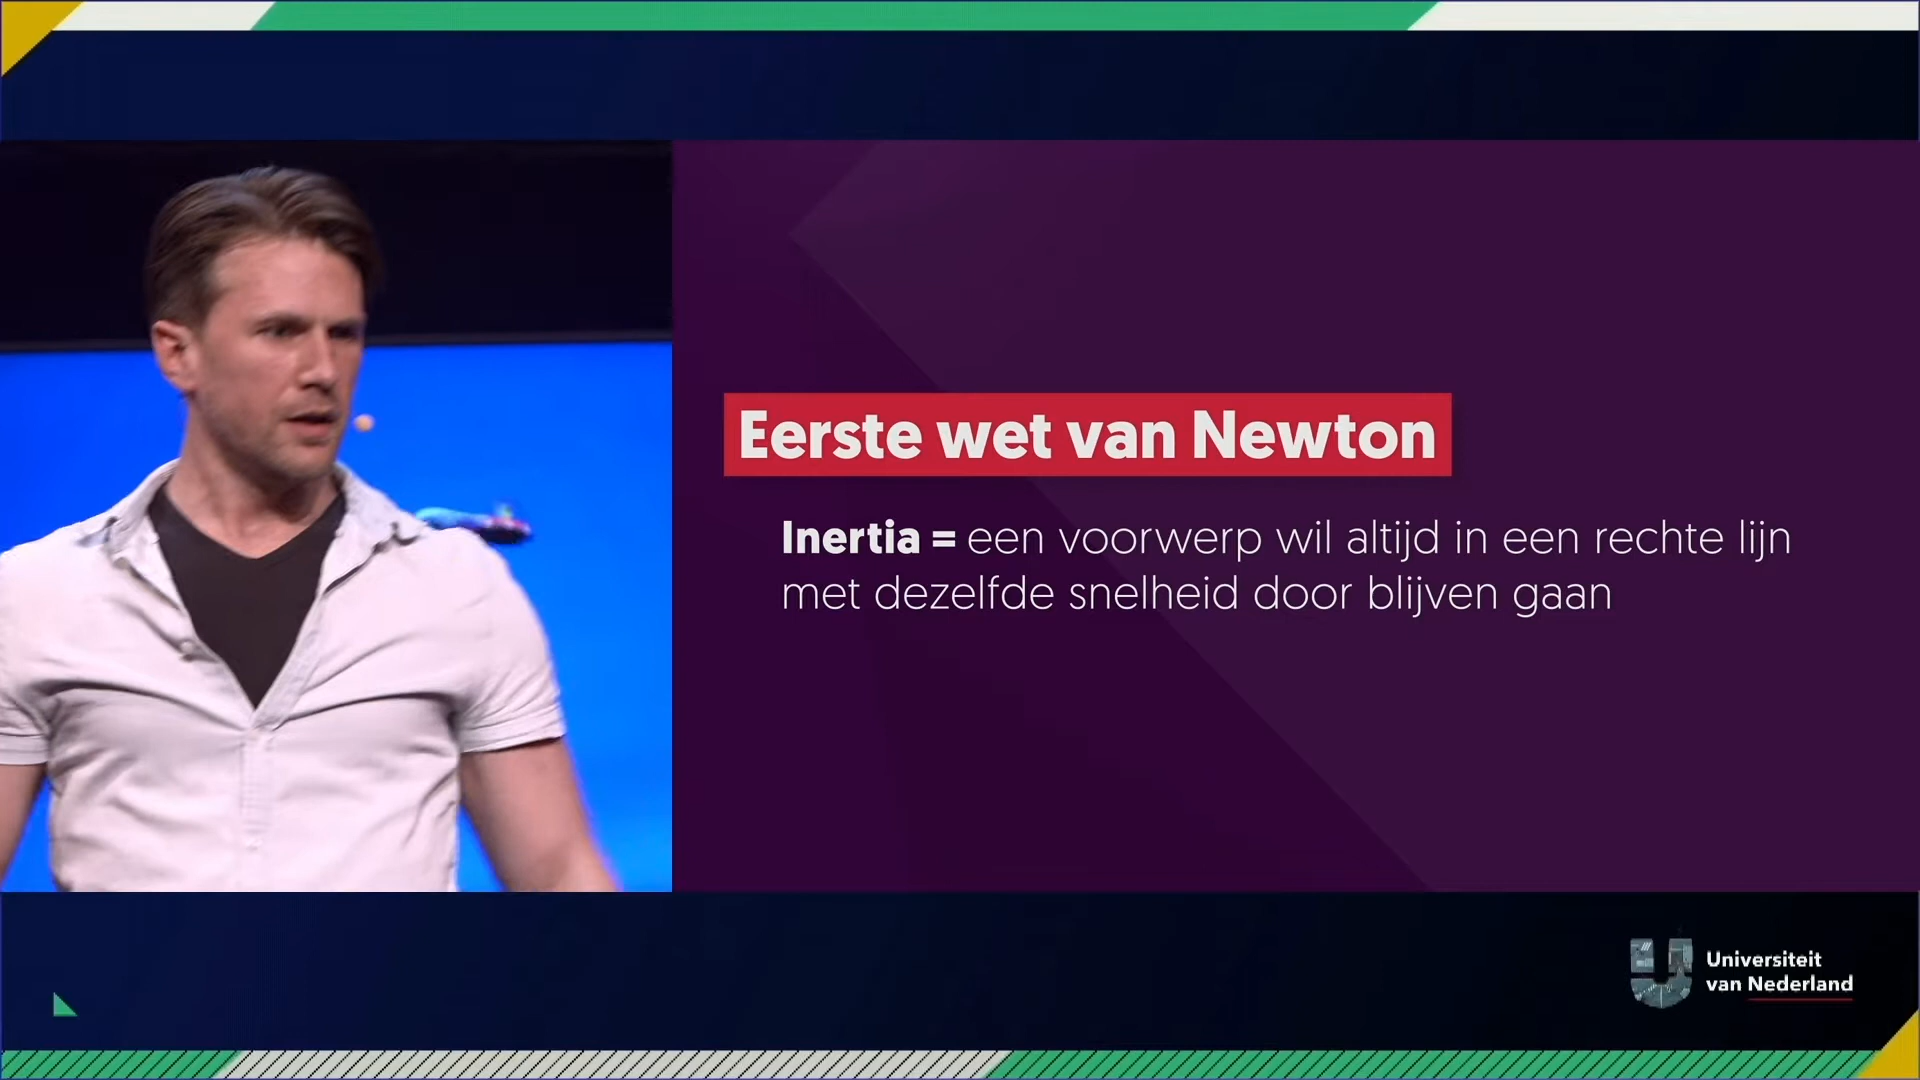 Eerste wet van Newton
Inertia = een voorwerp wil altijd in een rechte lijn
met dezelfde snelheid door blijven gaan
Universiteit
van Nederland